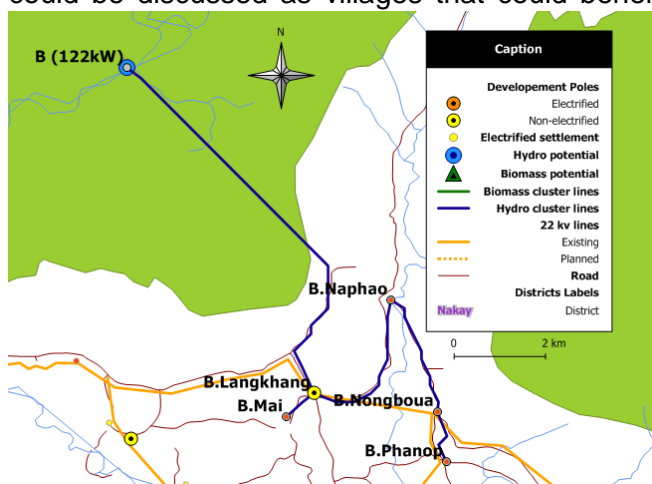 could be discussed as villages that could
B (122kW)
N
Caption
Developement Poles
Electrified
Non-electrified
Electrified settlement
Hydro potential
Biomass potential
Biomass cluster lines
Hydro cluster lines
22 kv lines
Existing
Planned
Road
Districts Labels
Nakay District
0 2 km
B.Naphao
B.Langkhang
B.Nongboua
B.Mai
B.Phanop